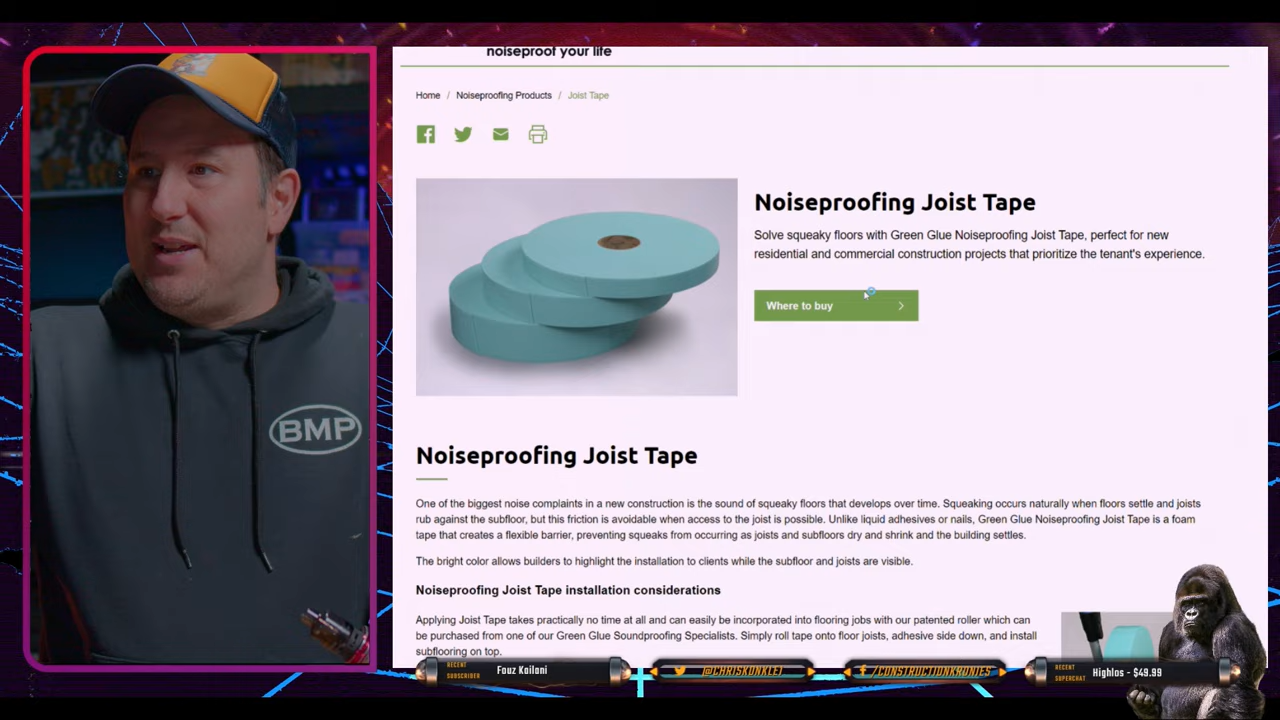 noiseproof your life
Home / Noiseproofing Products / Joist Tape
Noiseproofing Joist Tape
Solve squeaky floors with Green Glue Noiseproofing Joist Tape, perfect for new
residential and commercial construction projects that prioritize the tenant's experience.
Where to buy
BMP
Noiseproofing Joist Tape
One of the biggest noise complaints in a new construction is the sound of squeaky floors that develops over time. Squeaking occurs naturally when floors settle and joists
rub against the subfloor, but this friction is avoidable when access to the joist is possible. Unlike liquid adhesives or nails, Green Glue Noiseproofing Joist Tape is a foam
tape that creates a flexible barrier, preventing squeaks from occurring as joists and subfloors dry and shrink and the building settles.
The bright color allows builders to highlight the installation to clients while the subfloor and joists are visible.
Noiseproofing Joist Tape installation considerations
Applying Joist Tape takes practically no time at all and can easily be incorporated into flooring jobs with our patented roller which can
be purchased from one of our Green Glue Soundproofing Specialists. Simply roll tape onto floor joists, adhesive side down, and install
subflooring on top.
RECENT
SUBSCRIBER
Fouz Kailani
@CHRISKUNKLE1
/CONSTRUCTIONKRONIES
RECENT
SUPERCHAT
Highlos - $49.99